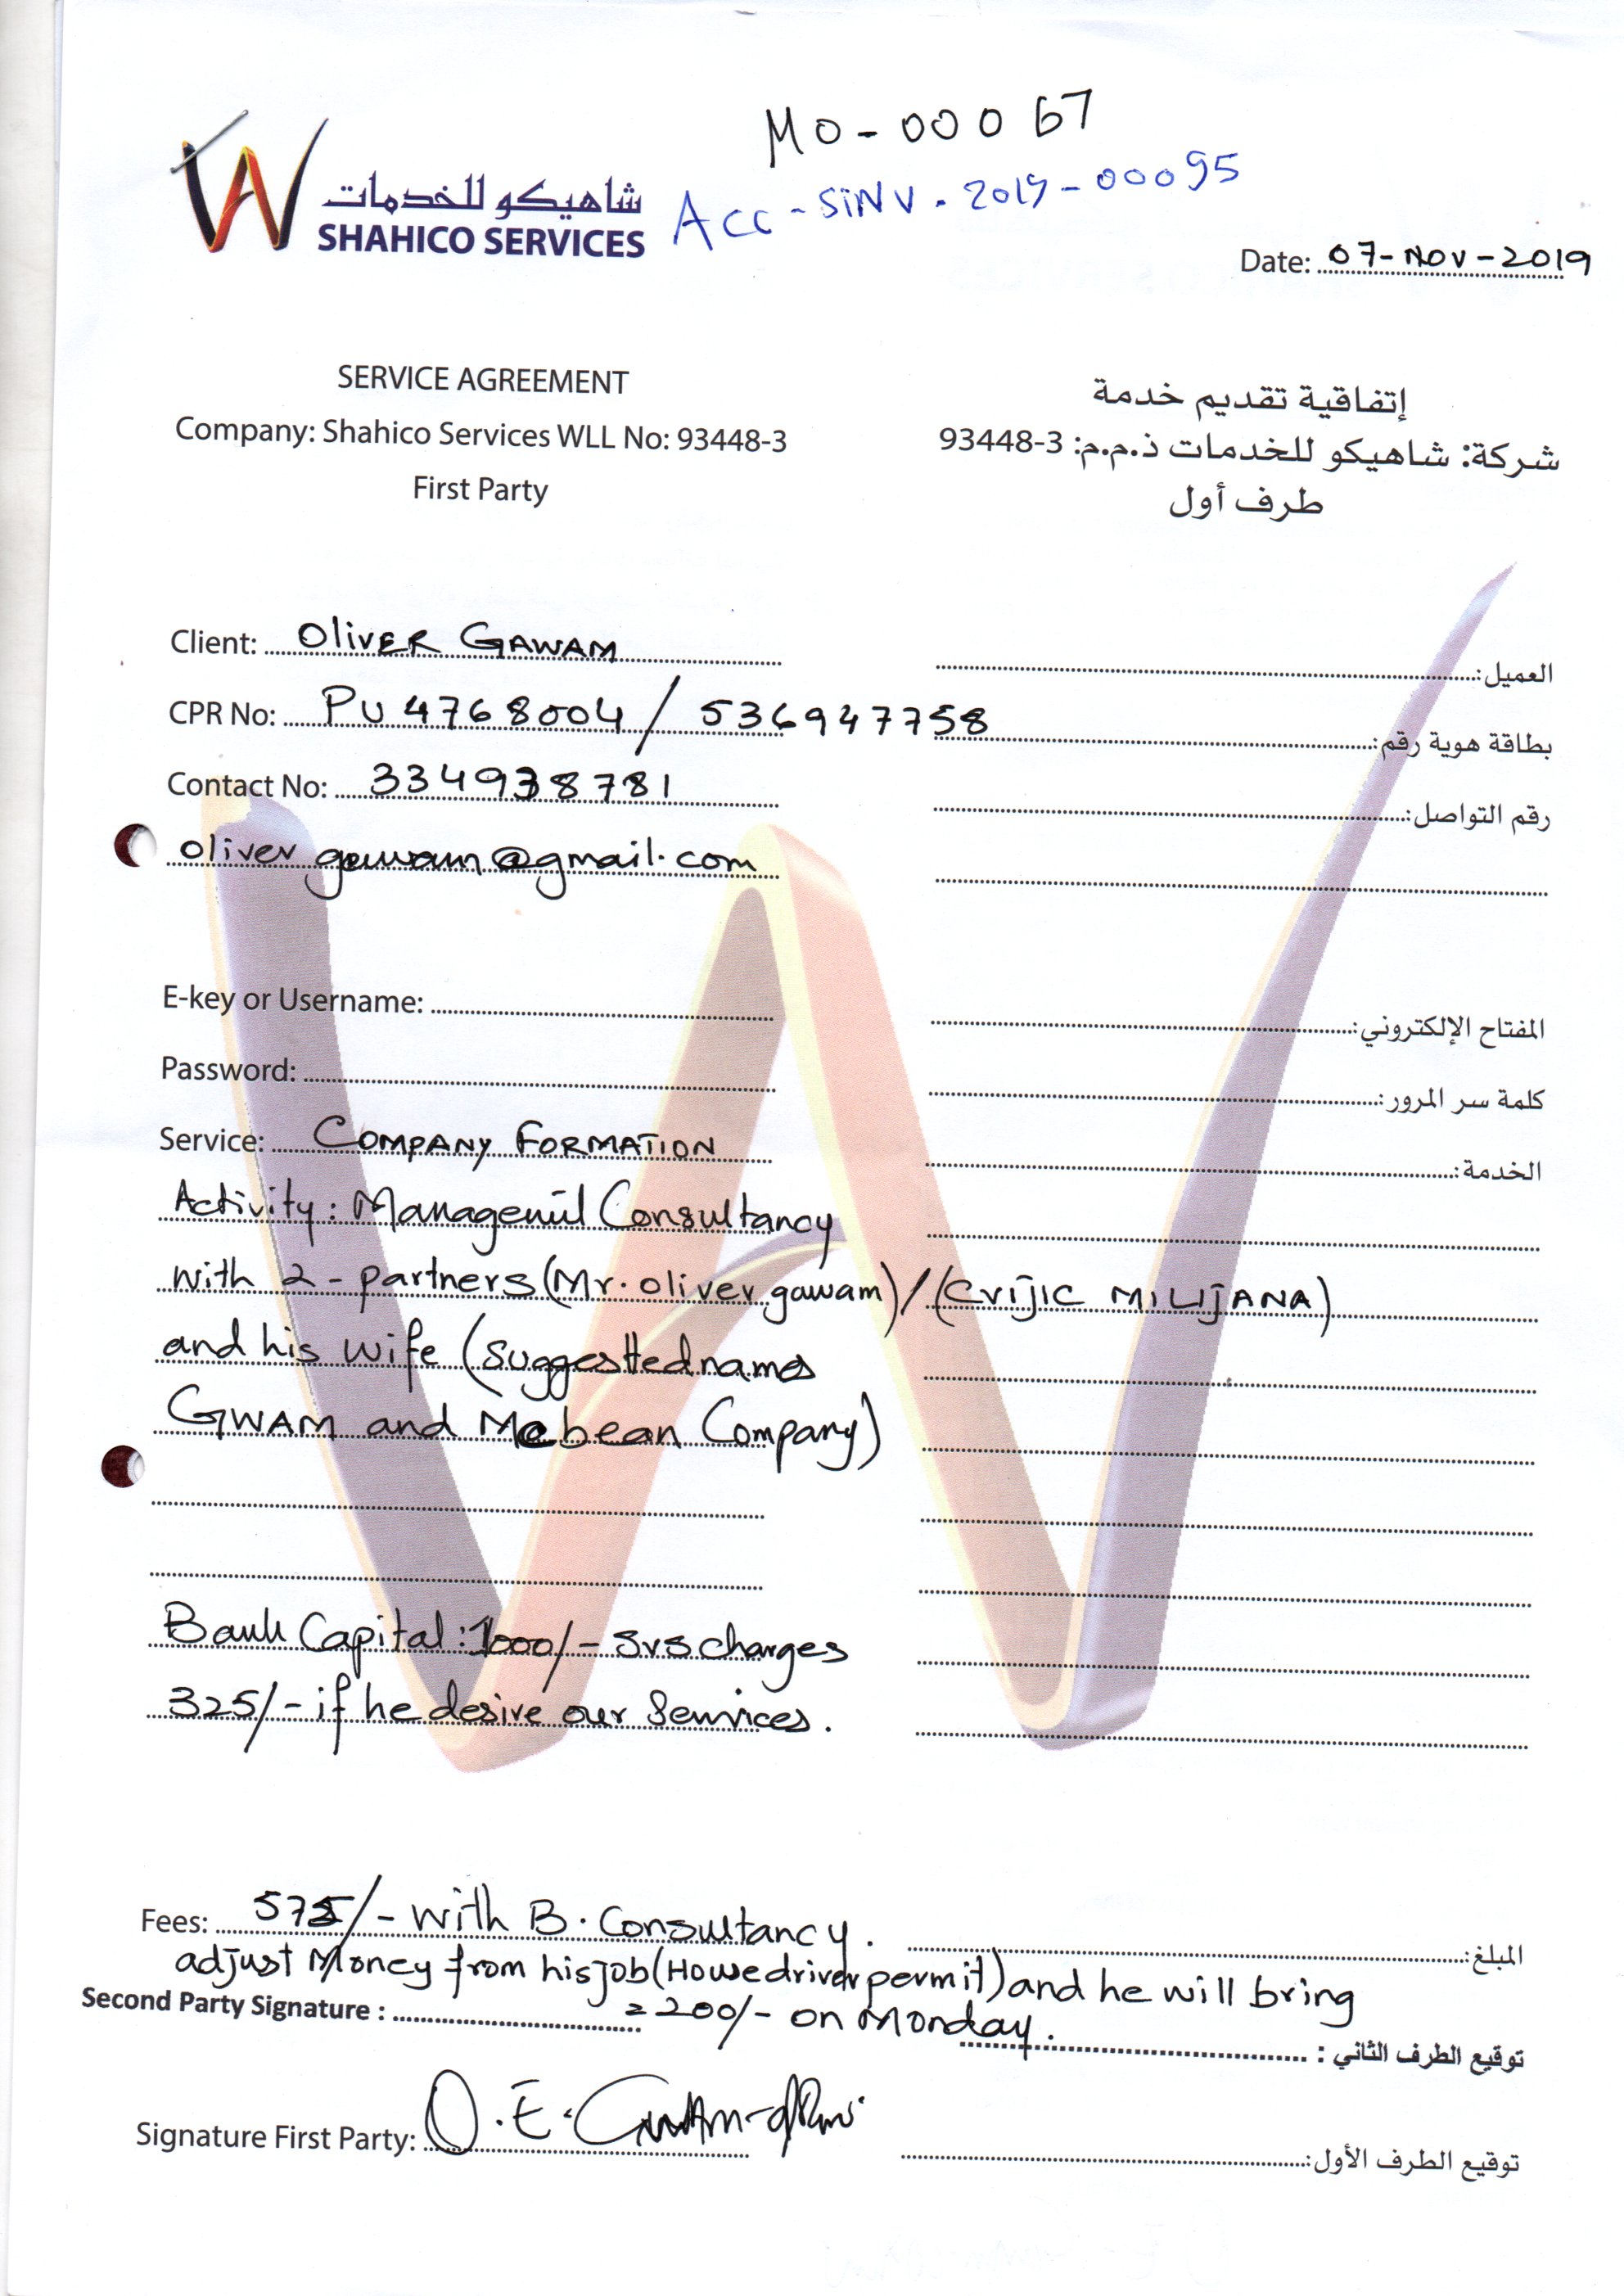 MO-00067
شاهيكو للخدمات
SHAHICO SERVICES
Acc-SiNV-2019-00095
Date: 07-Nov-2019
SERVICE AGREEMENT
إتفاقية تقديم خدمة
Company: Shahico Services WLL No: 93448-3
شركة: شاهيكو للخدمات ذ.م.م: 3-93448
First Party
طرف أول
Client: OliVER GAWAM
العميل:
CPR No: PU 4768004 / 536947758
بطاقة هوية رقم:
Contact No: 334938781
رقم التواصل:
oliver gawam@gmail.com
E-key or Username:
المفتاح الإلكتروني:
Password:
كلمة سر المرور:
Service: COMPANY FORMATION
الخدمة:
Activity: Consultancy
with 2-partners (Mr. oliver gawam) / (CVIJIC MILIJANA)
and his wife (Suggestted names
GWAM and Mcbean Company)
Bank Capital: 1000/- svs charges
325/- if he desire our Services.
Fees: 575/- with B. Consultancy.
المبلغ:
adjust Money from his job (House driver permit) and he will bring
Second Party Signature :
= 200/- on Monday.
توقيع الطرف الثاني :
Signature First Party: O.E.
توقيع الطرف الأول: